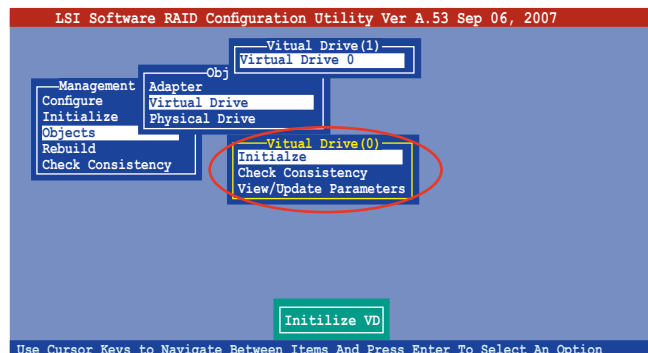 LSI Software RAID Configuration Utility Ver A.53 Sep 06, 2007
Vitual Drive(1)
Virtual Drive 0
Obj
Adapter
Virtual Drive
Physical Drive
Management
Configure
Initialize
Objects
Rebuild
Check Consistency
Vitual Drive(0)
Initialze
Check Consistency
View/Update Parameters
Initilize VD
Use Cursor Keys to Navigate Between Items And Press Enter To Select An Option